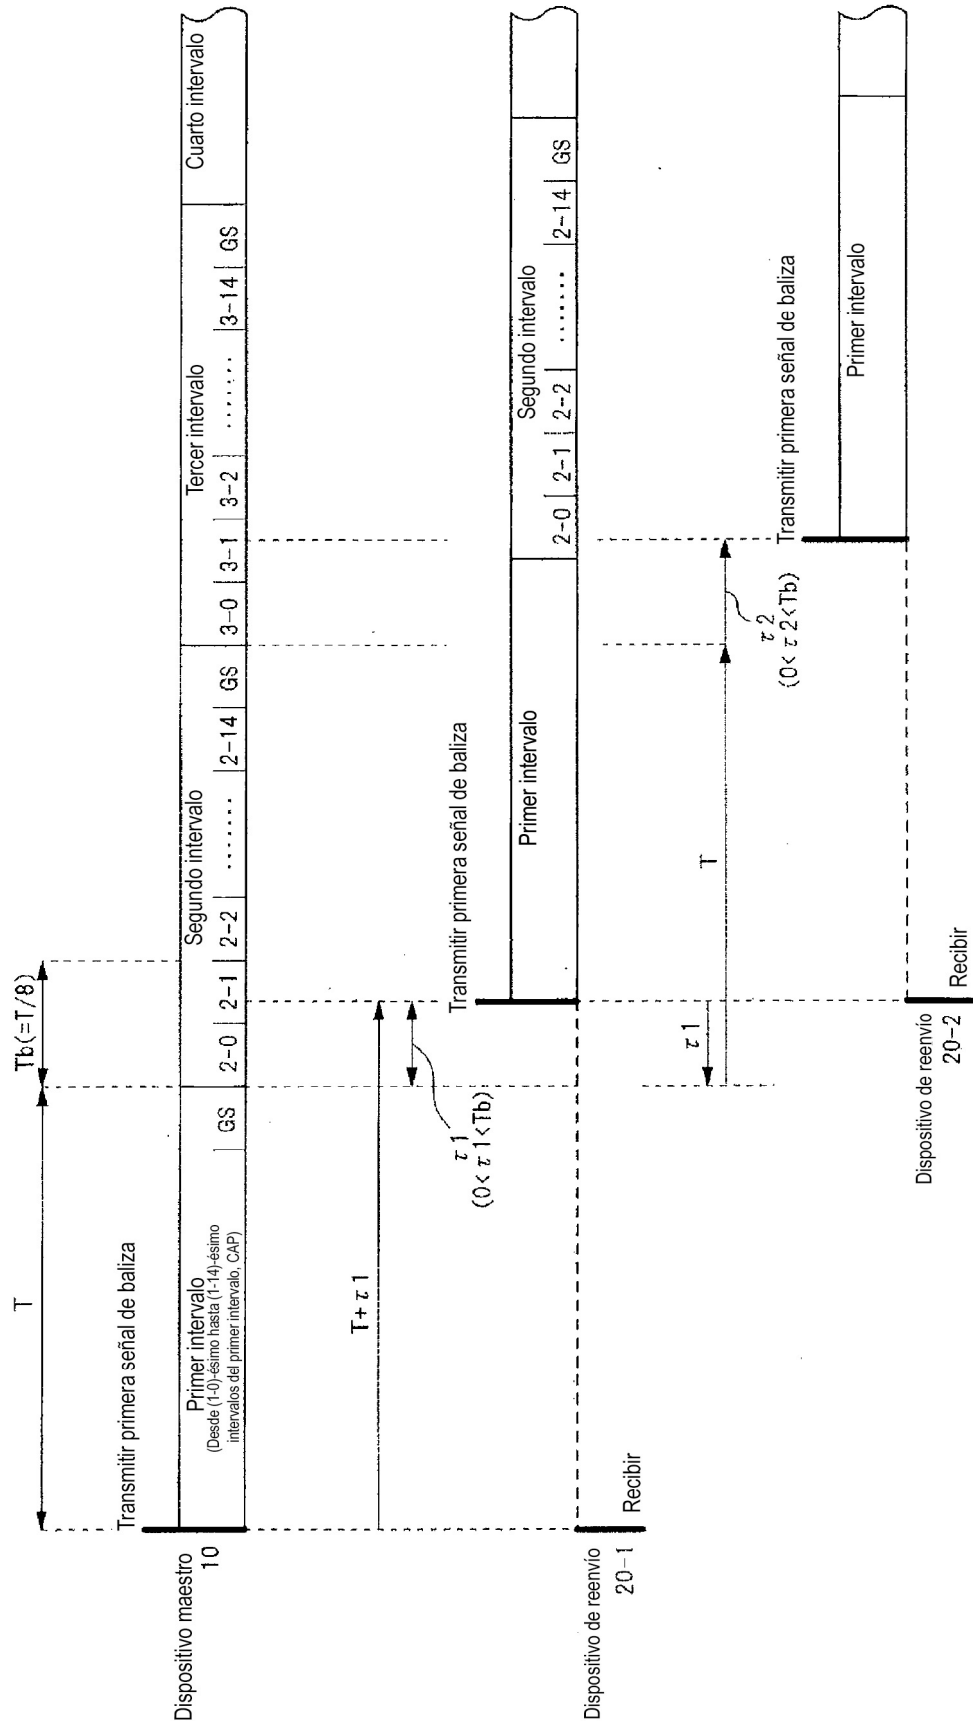 T
Tb(=T/8)
Transmitir primera señal de baliza
Dispositivo maestro
10
Primer intervalo
(Desde (1-0)-ésimo hasta (1-14)-ésimo
intervalos del primer intervalo, CAP)
GS
Segundo intervalo
2-0 2-1 2-2 ······· 2-14 GS
Tercer intervalo
3-0 3-1 3-2 ······· 3-14 GS
Cuarto intervalo
T+τ1
τ1
(0<τ1<Tb)
Transmitir primera señal de baliza
Dispositivo de reenvío
20-1
Recibir
Primer intervalo
Segundo intervalo
2-0 2-1 2-2 ······· 2-14 GS
τ1
T
τ2
(0<τ2<Tb)
Transmitir primera señal de baliza
Dispositivo de reenvío
20-2
Recibir
Primer intervalo